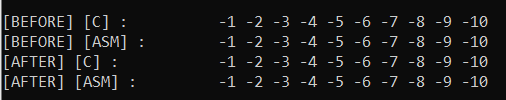 [BEFORE] [C] : -1 -2 -3 -4 -5 -6 -7 -8 -9 -10
[BEFORE] [ASM] : -1 -2 -3 -4 -5 -6 -7 -8 -9 -10
[AFTER] [C] : -1 -2 -3 -4 -5 -6 -7 -8 -9 -10
[AFTER] [ASM] : -1 -2 -3 -4 -5 -6 -7 -8 -9 -10